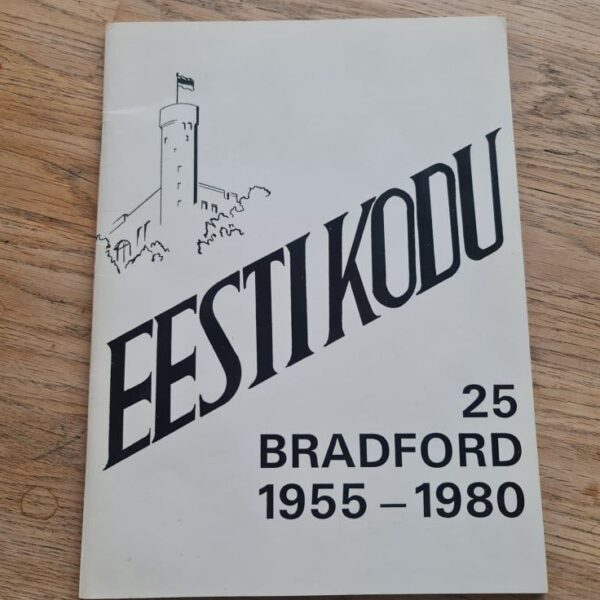 EESTI KODU
25
BRADFORD
1955 – 1980